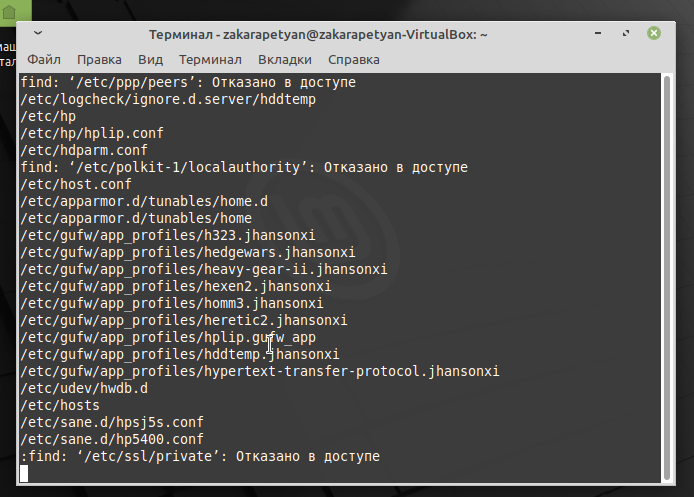 маш
тал
Терминал - zakarapetyan@zakarapetyan-VirtualBox: ~
Файл Правка Вид Терминал Вкладки Справка
find: ‘/etc/ppp/peers’: Отказано в доступе
/etc/logcheck/ignore.d.server/hddtemp
/etc/hp
/etc/hp/hplip.conf
/etc/hdparm.conf
find: ‘/etc/polkit-1/localauthority’: Отказано в доступе
/etc/host.conf
/etc/apparmor.d/tunables/home.d
/etc/apparmor.d/tunables/home
/etc/gufw/app_profiles/h323.jhansonxi
/etc/gufw/app_profiles/hedgewars.jhansonxi
/etc/gufw/app_profiles/heavy-gear-ii.jhansonxi
/etc/gufw/app_profiles/hexen2.jhansonxi
/etc/gufw/app_profiles/homm3.jhansonxi
/etc/gufw/app_profiles/heretic2.jhansonxi
/etc/gufw/app_profiles/hplip.gufw_app
/etc/gufw/app_profiles/hddtemp.jhansonxi
/etc/gufw/app_profiles/hypertext-transfer-protocol.jhansonxi
/etc/udev/hwdb.d
/etc/hosts
/etc/sane.d/hpsj5s.conf
/etc/sane.d/hp5400.conf
:find: ‘/etc/ssl/private’: Отказано в доступе